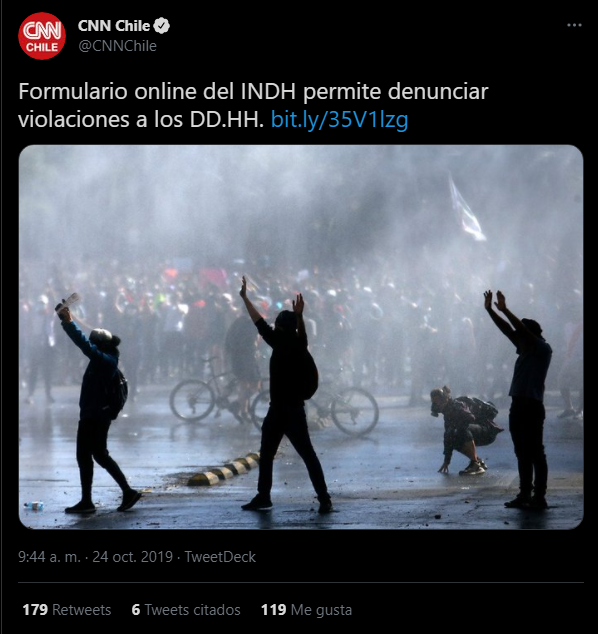 CNN
CHILE
CNN Chile
@CNNChile
Formulario online del INDH permite denunciar
violaciones a los DD.HH. bit.ly/35V1lzg
9:44 a. m. · 24 oct. 2019 · TweetDeck
179 Retweets 6 Tweets citados 119 Me gusta